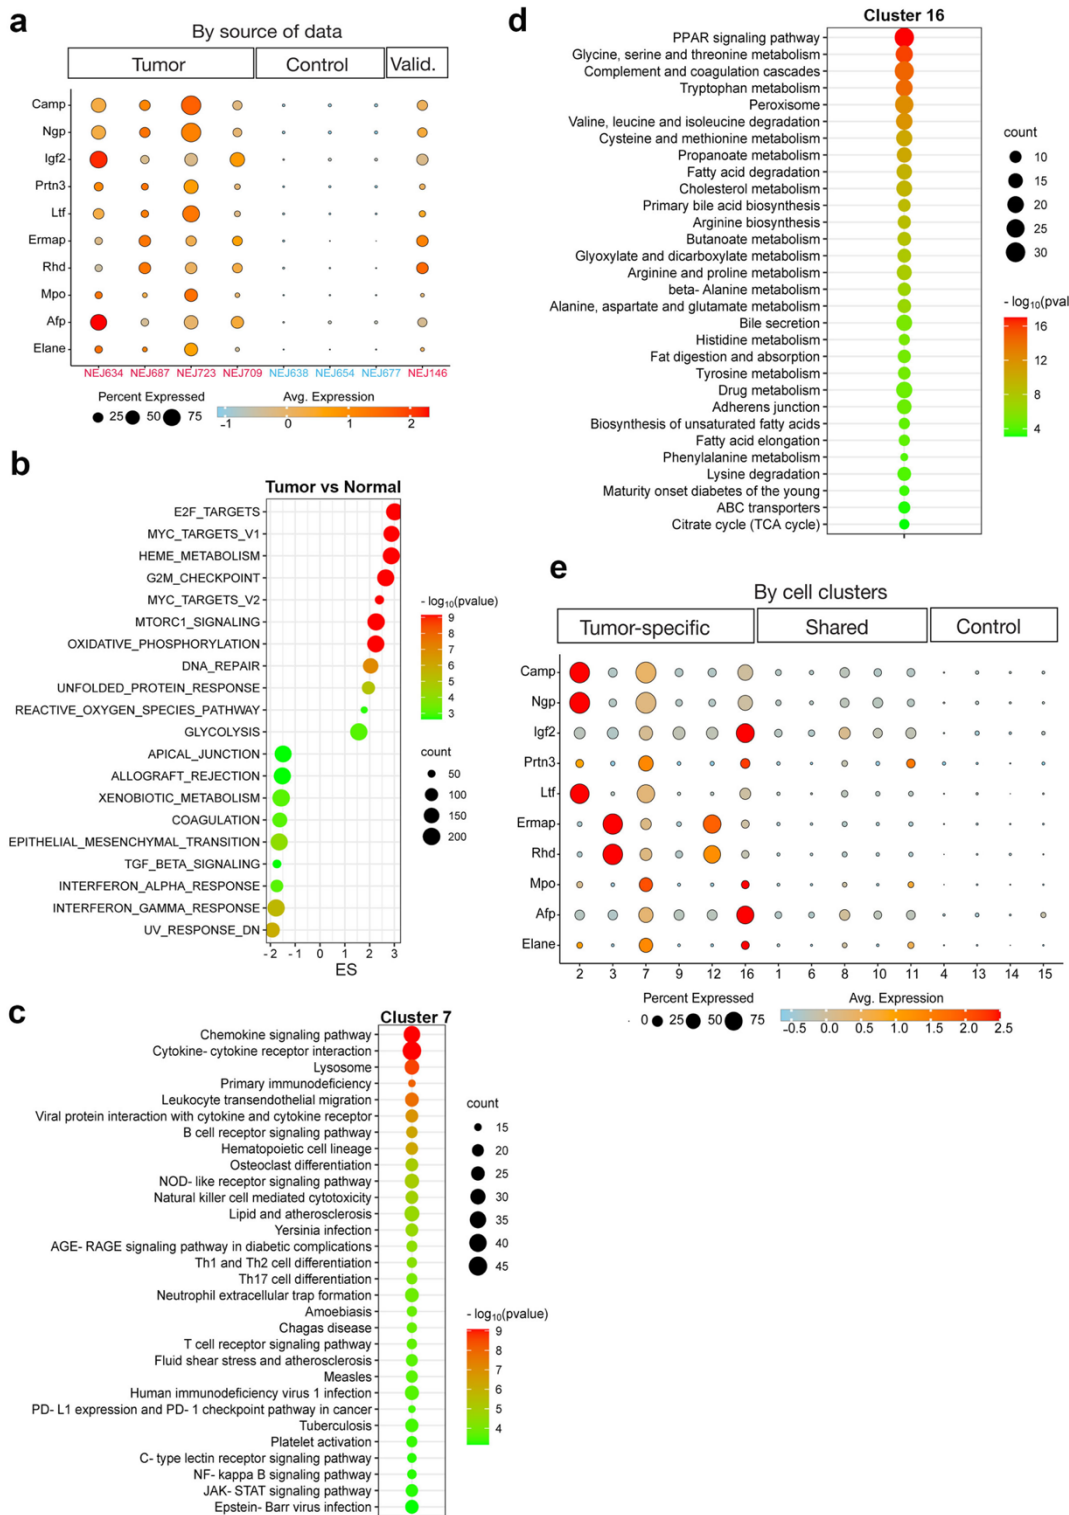 a
By source of data
Tumor Control Valid.
Camp
Ngp
Igf2
Prtn3
Ltf
Ermap
Rhd
Mpo
Afp
Elane
NEJ634 NEJ687 NEJ723 NEJ709 NEJ638 NEJ654 NEJ677 NEJ146
Percent Expressed Avg. Expression
25 50 75 -1 0 1 2
b
Tumor vs Normal
E2F_TARGETS
MYC_TARGETS_V1
HEME_METABOLISM
G2M_CHECKPOINT
MYC_TARGETS_V2
MTORC1_SIGNALING
OXIDATIVE_PHOSPHORYLATION
DNA_REPAIR
UNFOLDED_PROTEIN_RESPONSE
REACTIVE_OXYGEN_SPECIES_PATHWAY
GLYCOLYSIS
APICAL_JUNCTION
ALLOGRAFT_REJECTION
XENOBIOTIC_METABOLISM
COAGULATION
EPITHELIAL_MESENCHYMAL_TRANSITION
TGF_BETA_SIGNALING
INTERFERON_ALPHA_RESPONSE
INTERFERON_GAMMA_RESPONSE
UV_RESPONSE_DN
-2 -1 0 1 2 3
ES
- log10(pvalue)
9
8
7
6
5
4
3
count
50
100
150
200
c
Cluster 7
Chemokine signaling pathway
Cytokine- cytokine receptor interaction
Lysosome
Primary immunodeficiency
Leukocyte transendothelial migration
Viral protein interaction with cytokine and cytokine receptor
B cell receptor signaling pathway
Hematopoietic cell lineage
Osteoclast differentiation
NOD- like receptor signaling pathway
Natural killer cell mediated cytotoxicity
Lipid and atherosclerosis
Yersinia infection
AGE- RAGE signaling pathway in diabetic complications
Th1 and Th2 cell differentiation
Th17 cell differentiation
Neutrophil extracellular trap formation
Amoebiasis
Chagas disease
T cell receptor signaling pathway
Fluid shear stress and atherosclerosis
Measles
Human immunodeficiency virus 1 infection
PD- L1 expression and PD- 1 checkpoint pathway in cancer
Tuberculosis
Platelet activation
C- type lectin receptor signaling pathway
NF- kappa B signaling pathway
JAK- STAT signaling pathway
Epstein- Barr virus infection
count
15
20
25
30
35
40
45
- log10(pvalue)
9
8
7
6
5
4
d
Cluster 16
PPAR signaling pathway
Glycine, serine and threonine metabolism
Complement and coagulation cascades
Tryptophan metabolism
Peroxisome
Valine, leucine and isoleucine degradation
Cysteine and methionine metabolism
Propanoate metabolism
Fatty acid degradation
Cholesterol metabolism
Primary bile acid biosynthesis
Arginine biosynthesis
Butanoate metabolism
Glyoxylate and dicarboxylate metabolism
Arginine and proline metabolism
beta- Alanine metabolism
Alanine, aspartate and glutamate metabolism
Bile secretion
Histidine metabolism
Fat digestion and absorption
Tyrosine metabolism
Drug metabolism
Adherens junction
Biosynthesis of unsaturated fatty acids
Fatty acid elongation
Phenylalanine metabolism
Lysine degradation
Maturity onset diabetes of the young
ABC transporters
Citrate cycle (TCA cycle)
count
10
15
20
25
30
- log10(pval
16
12
8
4
e
By cell clusters
Tumor-specific Shared Control
Camp
Ngp
Igf2
Prtn3
Ltf
Ermap
Rhd
Mpo
Afp
Elane
2 3 7 9 12 16 1 6 8 10 11 4 13 14 15
Percent Expressed Avg. Expression
0 25 50 75 -0.5 0.0 0.5 1.0 1.5 2.0 2.5